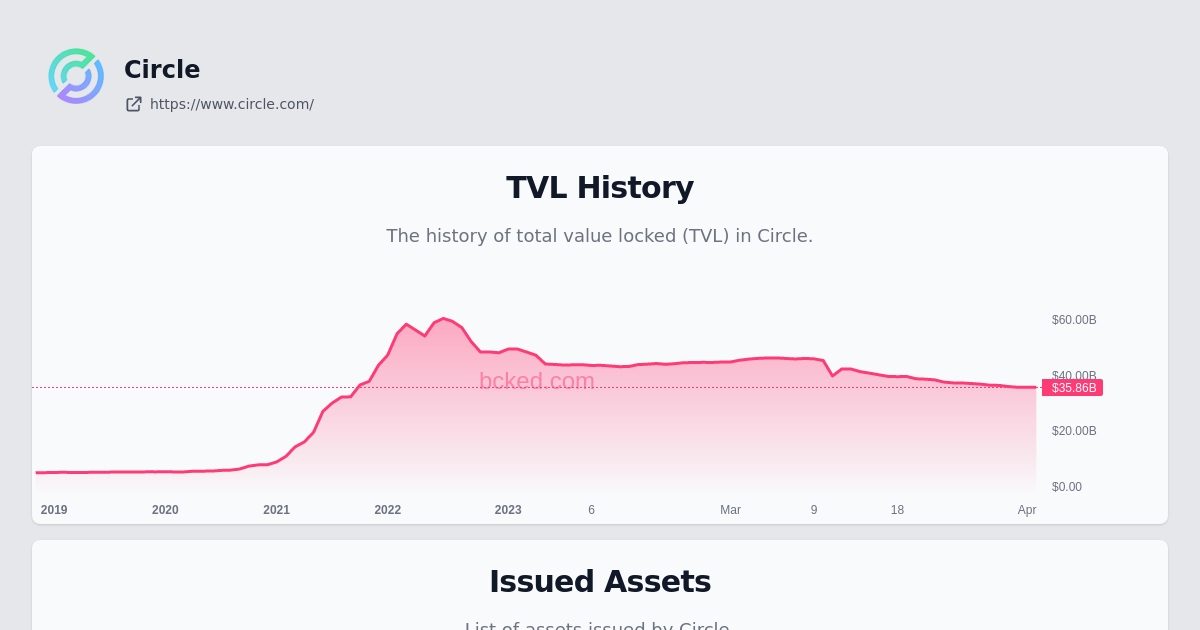 Circle
https://www.circle.com/
TVL History
The history of total value locked (TVL) in Circle.
$60.00B
$40.00B
$35.86B
bcked.com
$20.00B
$0.00
2019 2020 2021 2022 2023 6 Mar 9 18 Apr
Issued Assets
List of assets issued by Circle